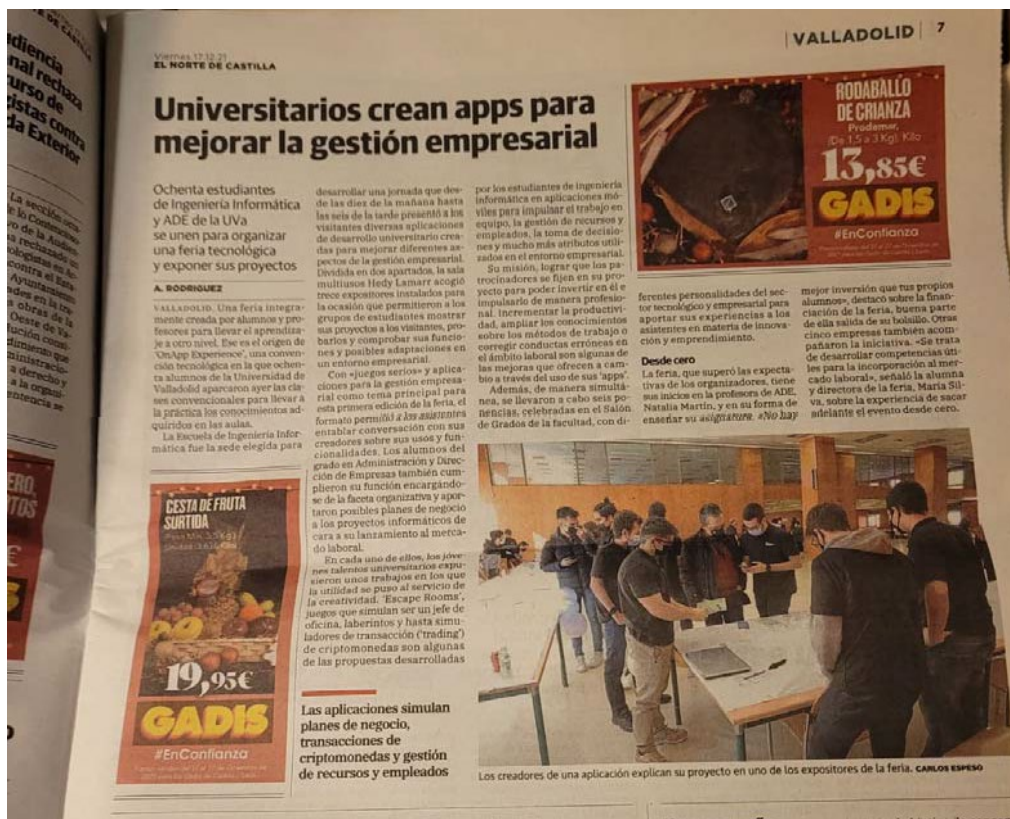 diencia
nal rechaza
urso de
gistas contra
da Exterior
Viernes 17.12.21
EL NORTE DE CASTILLA
VALLADOLID 7
Universitarios crean apps para
mejorar la gestión empresarial
Ochenta estudiantes
de Ingeniería Informática
y ADE de la UVa
se unen para organizar
una feria tecnológica
y exponer sus proyectos
A. RODRIGUEZ
VALLADOLID. Una feria íntegra-
mente creada por alumnos y pro-
fesores para llevar el aprendiza-
je a otro nivel. Ese es el origen de
'OnApp Experience', una conven-
ción tecnológica en la que ochen-
ta alumnos de la Universidad de
Valladolid aparcaron ayer las cla-
ses convencionales para llevar a
la práctica los conocimientos ad-
quiridos en las aulas.
La Escuela de Ingeniería Infor-
mática fue la sede elegida para
desarrollar una jornada que des-
de las diez de la mañana hasta
las seis de la tarde presentó a los
visitantes diversas aplicaciones
de desarrollo universitario crea-
das para mejorar diferentes as-
pectos de la gestión empresarial.
Dividida en dos apartados, la sala
multiusos Hedy Lamarr acogió
trece expositores instalados para
la ocasión que permitieron a los
grupos de estudiantes mostrar
sus proyectos a los visitantes, pro-
barlos y comprobar sus funcio-
nes y posibles adaptaciones en
un entorno empresarial.
Con «juegos serios» y aplica-
ciones para la gestión empresa-
rial como tema principal para
esta primera edición de la feria, el
formato permitió a los asistentes
entablar conversación con sus
creadores sobre sus usos y fun-
cionalidades. Los alumnos del
grado en Administración y Direc-
ción de Empresas también cum-
plieron su función encargándo-
se de la faceta organizativa y apor-
taron posibles planes de negocio
a los proyectos informáticos de
cara a su lanzamiento al merca-
do laboral.
En cada uno de ellos, los jóve-
nes talentos universitarios expu-
sieron unos trabajos en los que
la utilidad se puso al servicio de
la creatividad. 'Escape Rooms',
juegos que simulan ser un jefe de
oficina, laberintos y hasta simu-
ladores de transacción ('trading')
de criptomonedas son algunas
de las propuestas desarrolladas
por los estudiantes de ingeniería
informática en aplicaciones mó-
viles para impulsar el trabajo en
equipo, la gestión de recursos y
empleados, la toma de decisio-
nes y mucho más atributos utili-
zados en el entorno empresarial.
Su misión, lograr que los pa-
trocinadores se fijen en su pro-
yecto para poder invertir en él e
impulsarlo de manera profesio-
nal. Incrementar la productivi-
dad, ampliar los conocimientos
sobre los métodos de trabajo o
corregir conductas erróneas en
el ámbito laboral son algunas de
las mejoras que ofrecen a cam-
bio a través del uso de sus 'apps'.
Además, de manera simultá-
nea, se llevaron a cabo seis po-
nencias, celebradas en el Salón
de Grados de la facultad, con di-
ferentes personalidades del sec-
tor tecnológico y empresarial para
aportar sus experiencias a los
asistentes en materia de innova-
ción y emprendimiento.
Desde cero
La feria, que superó las expecta-
tivas de los organizadores, tiene
sus inicios en la profesora de ADE,
Natalia Martín, y en su forma de
enseñar su asignatura. «No hay
mejor inversión que tus propios
alumnos», destacó sobre la finan-
ciación de la feria, buena parte
de ella salida de su bolsillo. Otras
cinco empresas también acom-
pañaron la iniciativa. «Se trata
de desarrollar competencias úti-
les para la incorporación al mer-
cado laboral», señaló la alumna
y directora de la feria, María Sil-
va, sobre la experiencia de sacar
adelante el evento desde cero.
Las aplicaciones simulan
planes de negocio,
transacciones de
criptomonedas y gestión
de recursos y empleados
Los creadores de una aplicación explican su proyecto en uno de los expositores de la feria. CARLOS ESPESO
RODABALLO
DE CRIANZA
Prodemar,
(De 1,5 a 3 Kg), Kilo
13,85€
GADIS
#EnConfianza
CESTA DE FRUTA
SURTIDA
19,95€
GADIS
#EnConfianza